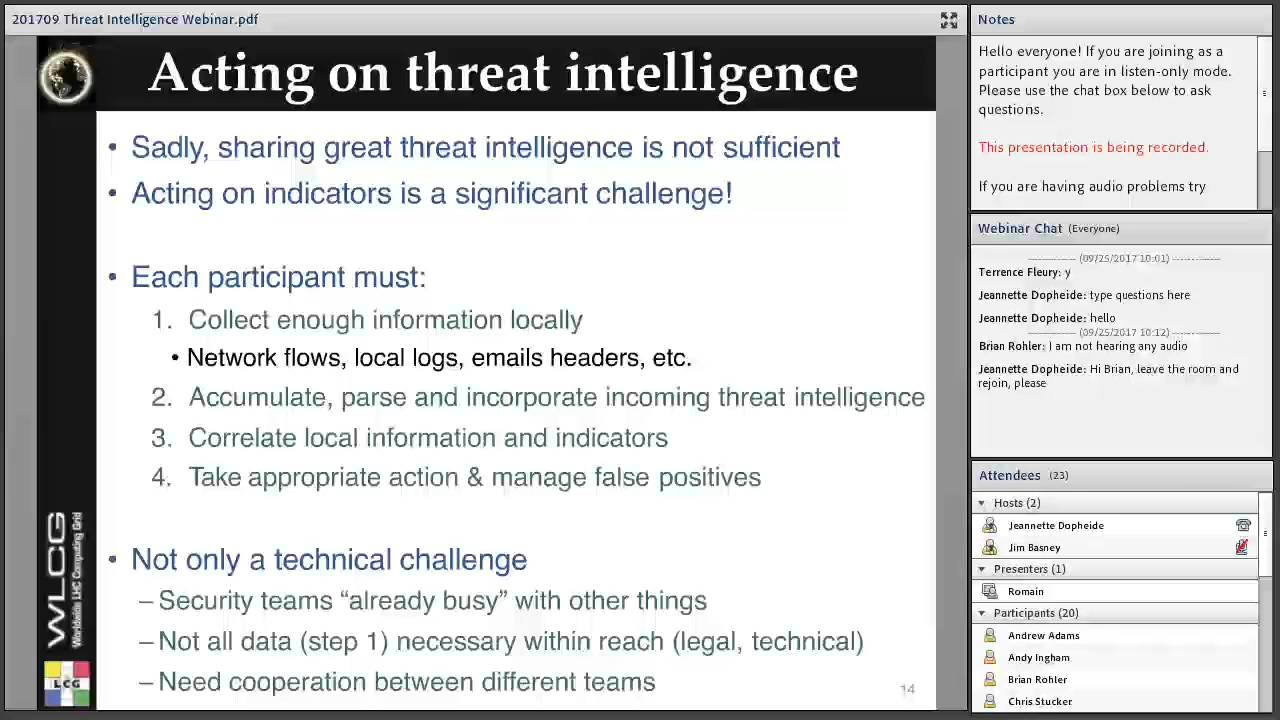 201709 Threat Intelligence Webinar.pdf
Acting on threat intelligence
• Sadly, sharing great threat intelligence is not sufficient
• Acting on indicators is a significant challenge!
• Each participant must:
1. Collect enough information locally
• Network flows, local logs, emails headers, etc.
2. Accumulate, parse and incorporate incoming threat intelligence
3. Correlate local information and indicators
4. Take appropriate action & manage false positives
• Not only a technical challenge
– Security teams “already busy” with other things
– Not all data (step 1) necessary within reach (legal, technical)
– Need cooperation between different teams
14
WLCG
Worldwide LHC Computing Grid
LCG
Notes
Hello everyone! If you are joining as a
participant you are in listen-only mode.
Please use the chat box below to ask
questions.
This presentation is being recorded.
If you are having audio problems try
Webinar Chat (Everyone)
------------ (09/25/2017 10:01) ------------
Terrence Fleury: y
Jeannette Dopheide: type questions here
Jeannette Dopheide: hello
------------ (09/25/2017 10:12) ------------
Brian Rohler: I am not hearing any audio
Jeannette Dopheide: Hi Brian, leave the room and
rejoin, please
Attendees (23)
Hosts (2)
Jeannette Dopheide
Jim Basney
Presenters (1)
Romain
Participants (20)
Andrew Adams
Andy Ingham
Brian Rohler
Chris Stucker